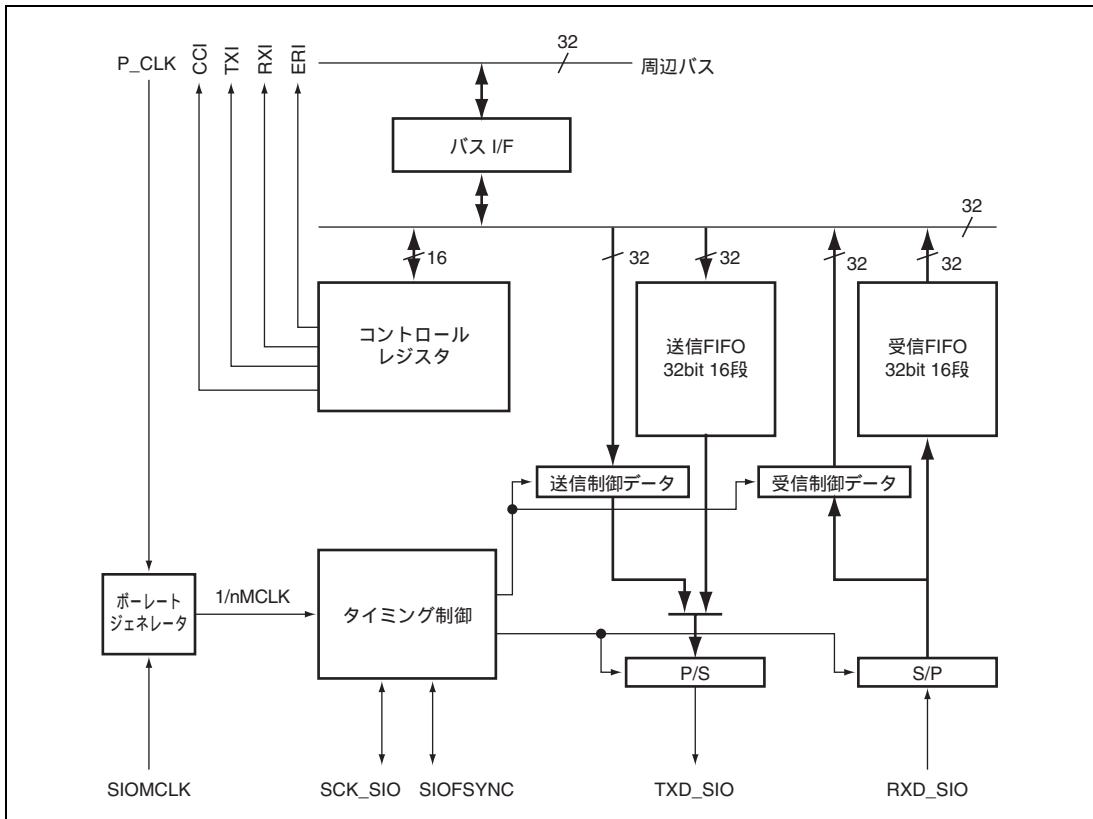 P_CLK
CCI
TXI
RXI
ERI
32
周辺バス
バス I/F
32
16
32
32
32
32
コントロール
レジスタ
送信FIFO
32bit 16段
受信FIFO
32bit 16段
送信制御データ
受信制御データ
ボーレート
ジェネレータ
1/nMCLK
タイミング制御
P/S
S/P
SIOMCLK
SCK_SIO
SIOFSYNC
TXD_SIO
RXD_SIO